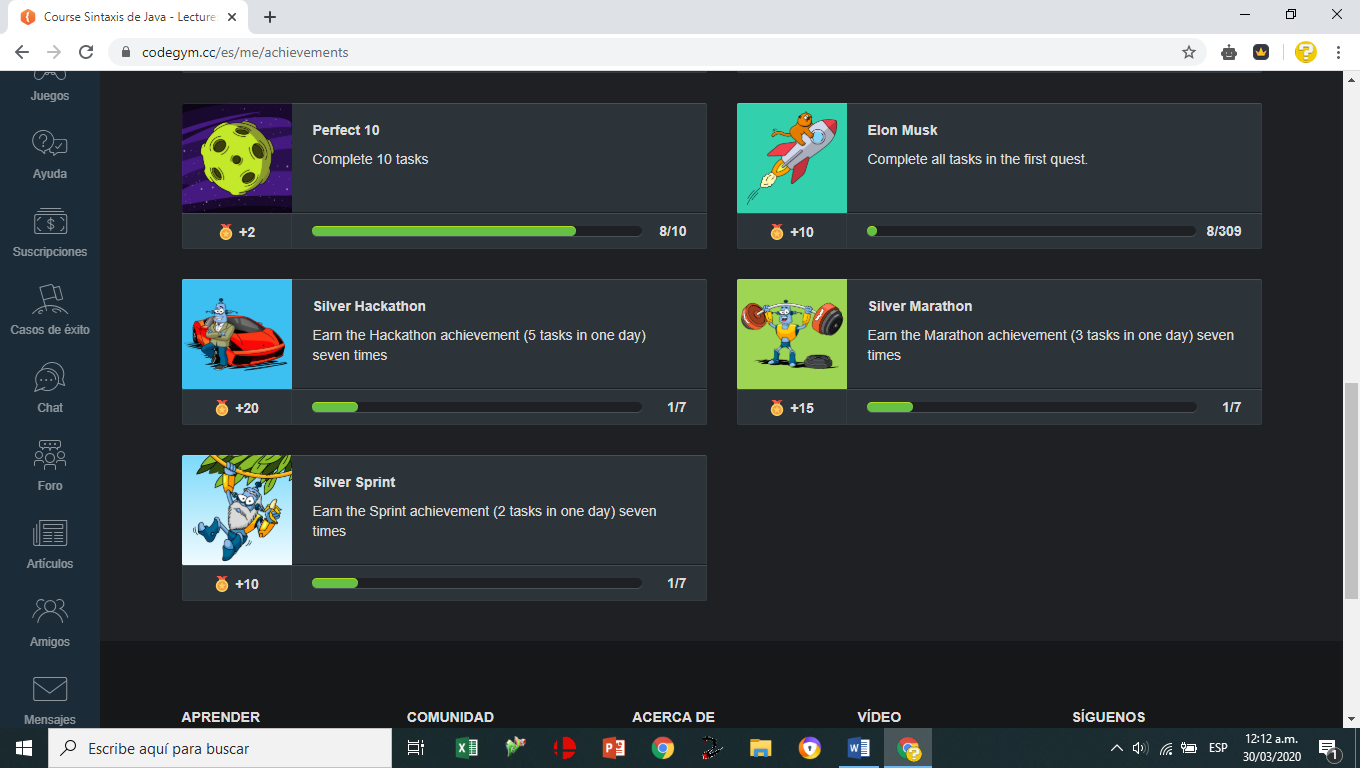 Course Sintaxis de Java - Lecture:
codegym.cc/es/me/achievements
Juegos
Ayuda
Suscripciones
Casos de éxito
Chat
Foro
Artículos
Amigos
Mensajes
Perfect 10
Complete 10 tasks
+2
8/10
Elon Musk
Complete all tasks in the first quest.
+10
8/309
Silver Hackathon
Earn the Hackathon achievement (5 tasks in one day)
seven times
+20
1/7
Silver Marathon
Earn the Marathon achievement (3 tasks in one day) seven
times
+15
1/7
Silver Sprint
Earn the Sprint achievement (2 tasks in one day) seven
times
+10
1/7
APRENDER
COMUNIDAD
ACERCA DE
VÍDEO
SÍGUENOS
Escribe aquí para buscar
ESP
12:12 a.m.
30/03/2020
1